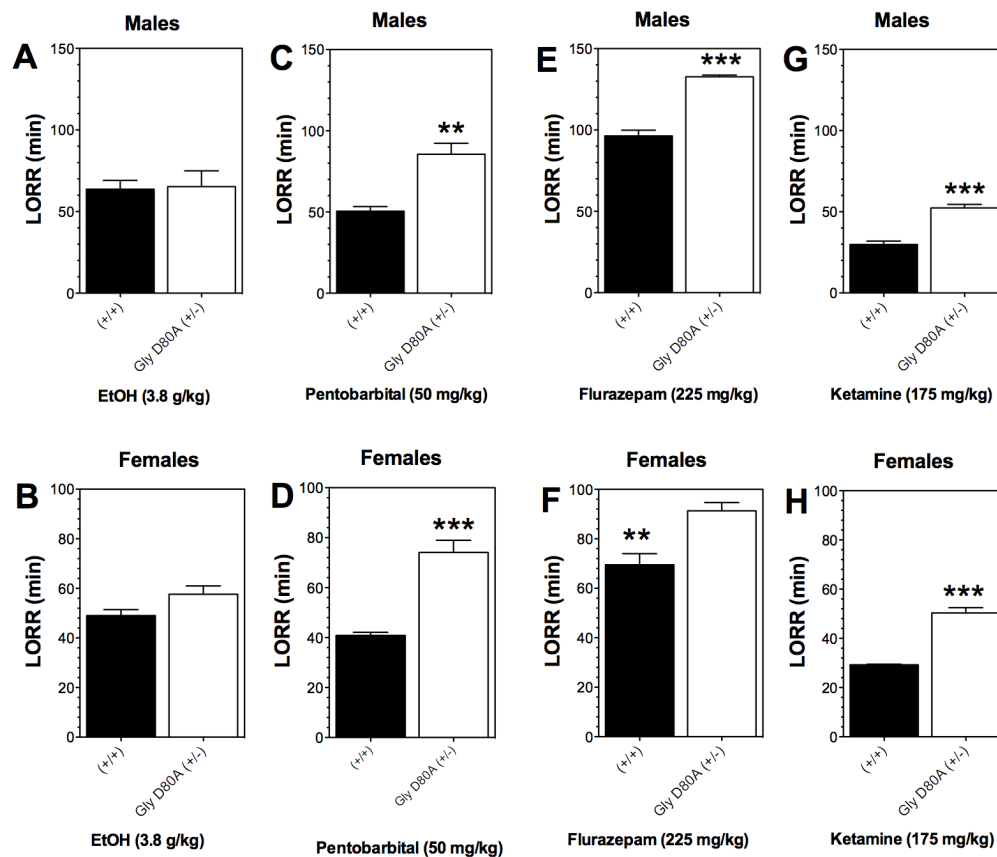 Males
A
LORR (min)
150
100
50
0
(+/+)
Gly D80A (+/-)
EtOH (3.8 g/kg)
Males
C
LORR (min)
150
100
50
0
**
(+/+)
Gly D80A (+/-)
Pentobarbital (50 mg/kg)
Males
E
LORR (min)
150
100
50
0
***
(+/+)
Gly D80A (+/-)
Flurazepam (225 mg/kg)
Males
G
LORR (min)
150
100
50
0
***
(+/+)
Gly D80A (+/-)
Ketamine (175 mg/kg)
Females
B
LORR (min)
100
80
60
40
20
0
(+/+)
Gly D80A (+/-)
EtOH (3.8 g/kg)
Females
D
LORR (min)
100
80
60
40
20
0
***
(+/+)
Gly D80A (+/-)
Pentobarbital (50 mg/kg)
Females
F
LORR (min)
100
80
60
40
20
0
**
(+/+)
Gly D80A (+/-)
Flurazepam (225 mg/kg)
Females
H
LORR (min)
100
80
60
40
20
0
***
(+/+)
Gly D80A (+/-)
Ketamine (175 mg/kg)